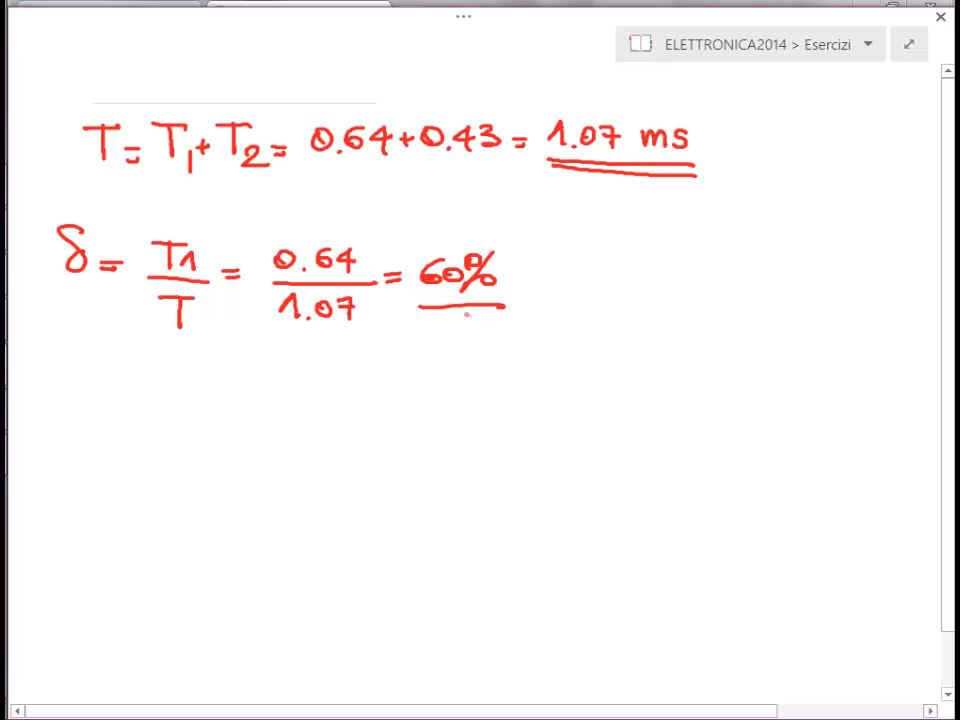 ELETTRONICA2014 > Esercizi
T = T1 + T2 = 0.64 + 0.43 = 1.07 ms
δ = T1/T = 0.64/1.07 = 60%